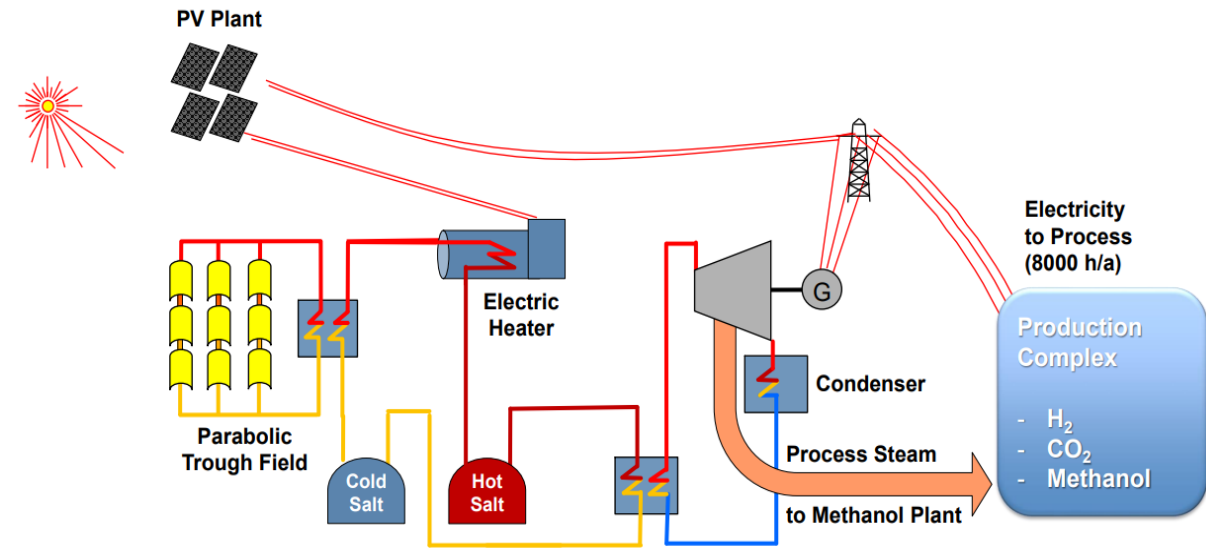 PV Plant
Electricity
to Process
(8000 h/a)
Electric
Heater
G
Production
Complex
- H₂
- CO₂
- Methanol
Condenser
Parabolic
Trough Field
Cold
Salt
Hot
Salt
Process Steam
to Methanol Plant